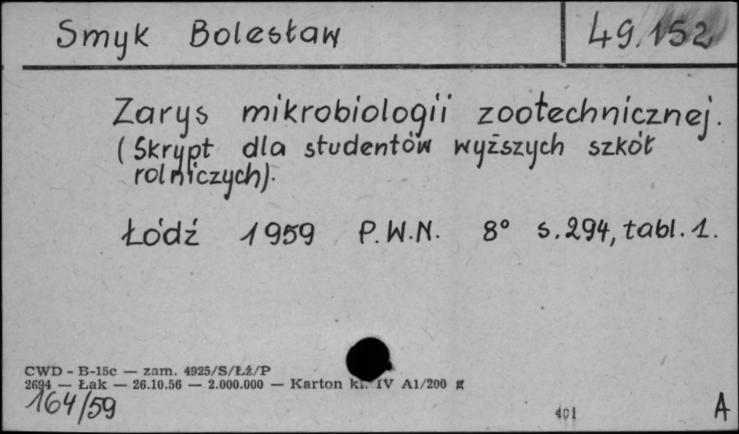 Smyk Bolesław 49.152
Zarys mikrobiologii zootechnicznej.
(Skrypt dla studentów wyższych szkół
rolniczych).
Łódź 1959 P.W.N. 8° s.294, tabl. 1.
CWD - B-15c — zam. 4925/S/Łż/P
2694 — Łak — 26.10.56 — 2.000.000 — Karton kl. IV A1/200 g
164/59
401 A